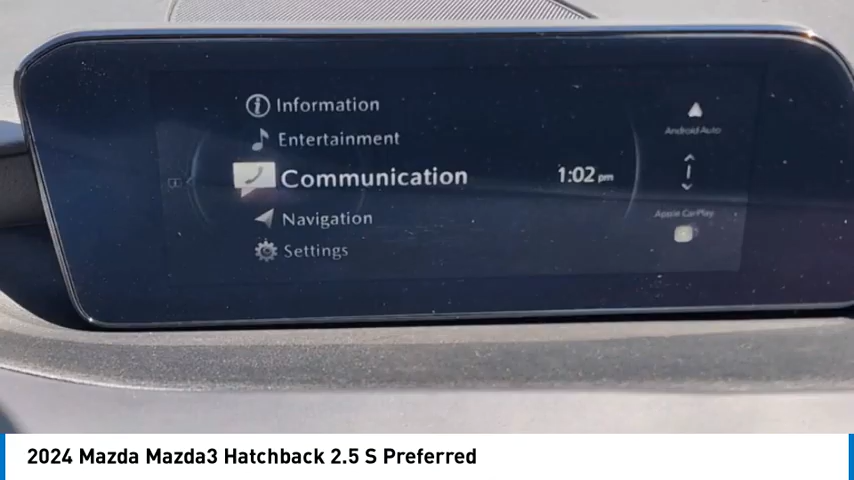 Information
Entertainment
Communication
1:02 pm
Navigation
Settings
Android Auto
Apple CarPlay
2024 Mazda Mazda3 Hatchback 2.5 S Preferred